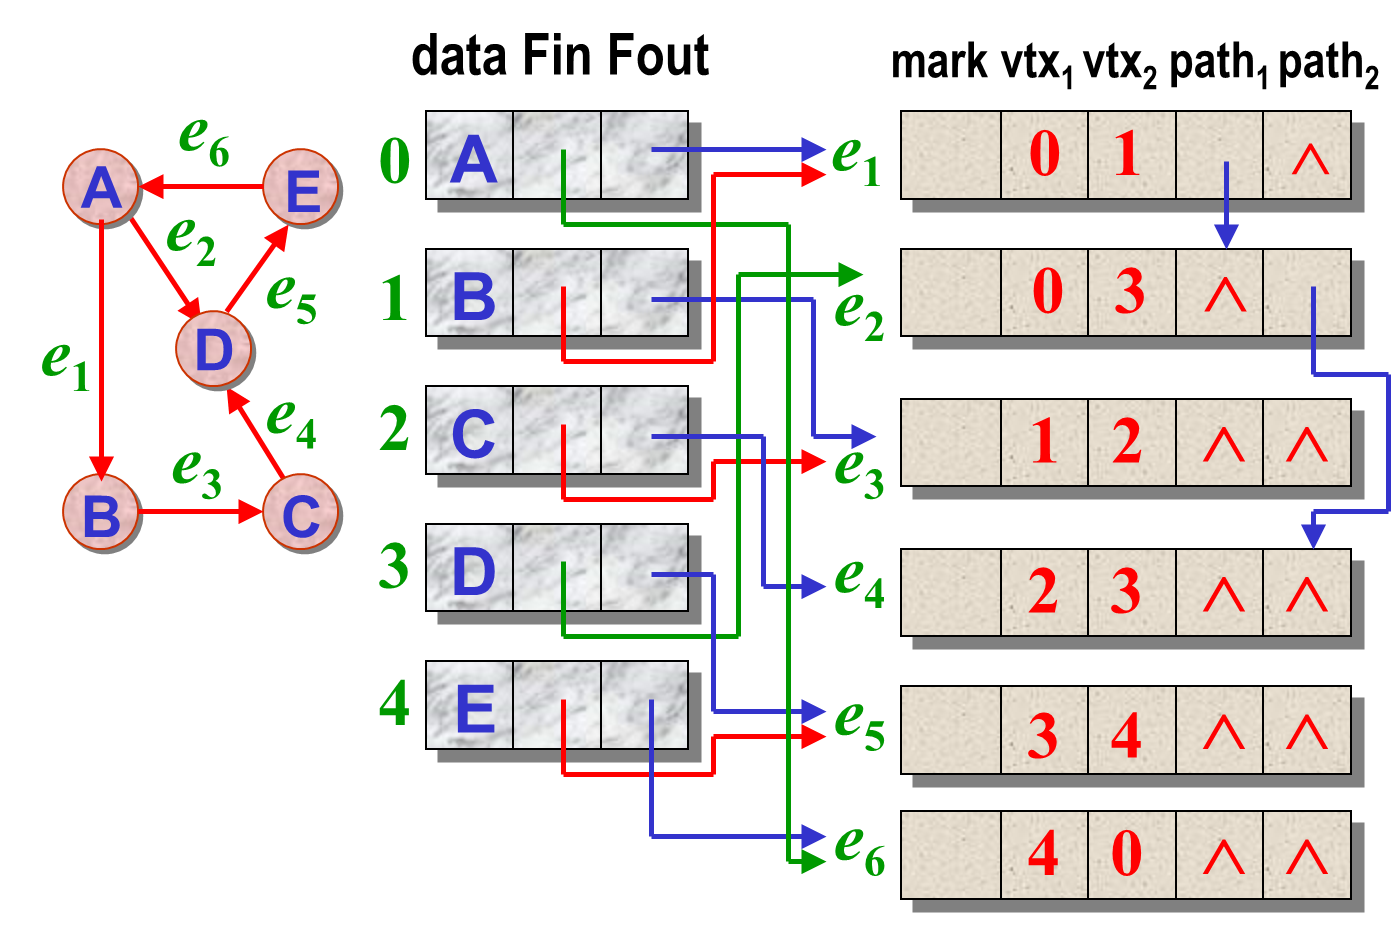 data Fin Fout
mark vtx₁ vtx₂ path₁ path₂
A
E
D
B
C
e₆
e₂
e₅
e₁
e₄
e₃
0 A
1 B
2 C
3 D
4 E
e₁ 0 1 ∧
e₂ 0 3 ∧
e₃ 1 2 ∧ ∧
e₄ 2 3 ∧ ∧
e₅ 3 4 ∧ ∧
e₆ 4 0 ∧ ∧